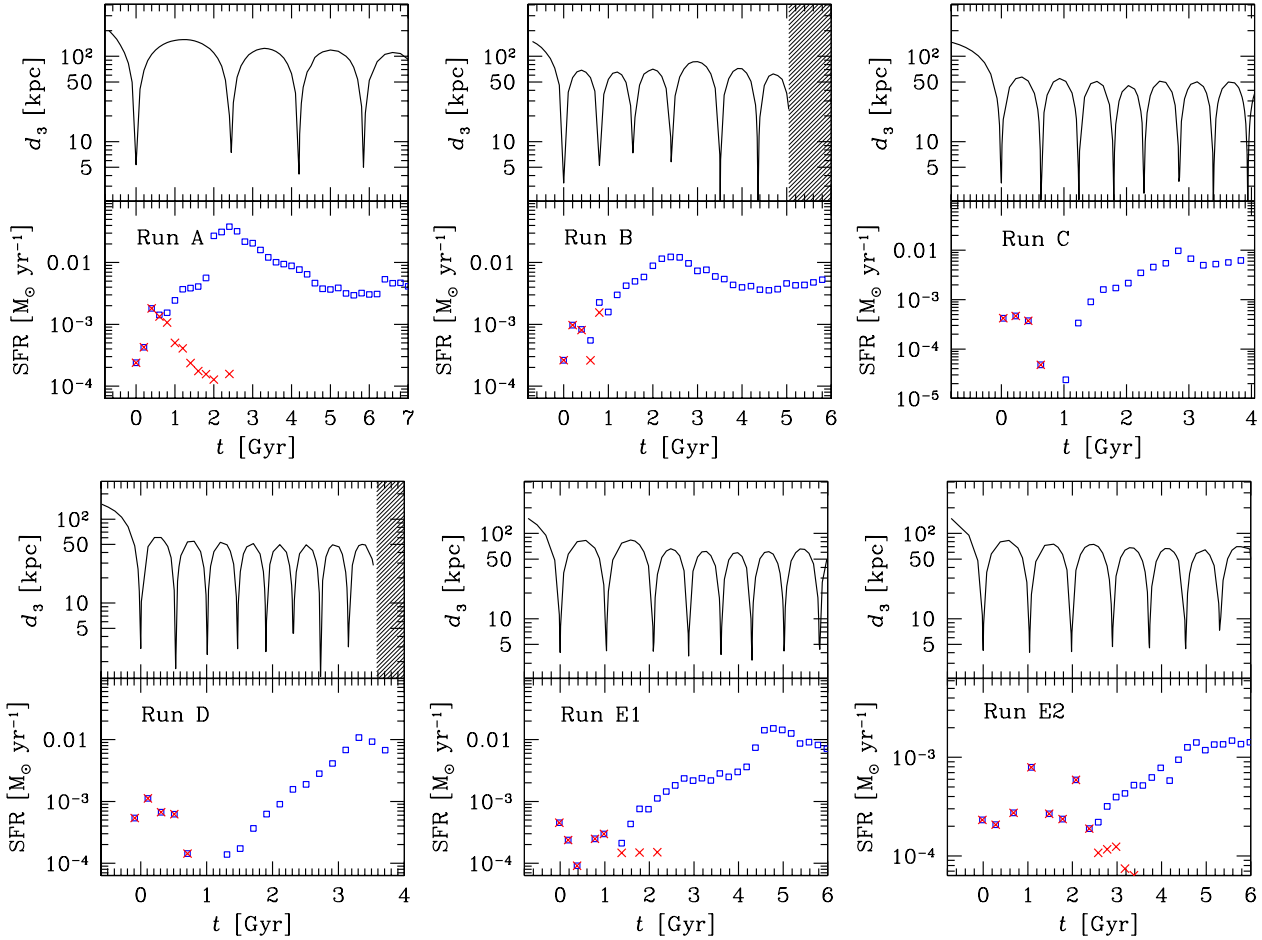 10² 10² 10²
50 50 50
10 10 10
5 5 5
d₃ [kpc] d₃ [kpc] d₃ [kpc]
Run A Run B Run C
0.01 0.01 0.01
10⁻³ 10⁻³ 10⁻³
10⁻⁴ 10⁻⁴ 10⁻⁴
10⁻⁵
SFR [M⊙ yr⁻¹] SFR [M⊙ yr⁻¹] SFR [M⊙ yr⁻¹]
0 1 2 3 4 5 6 7 0 1 2 3 4 5 6 0 1 2 3 4
t [Gyr] t [Gyr] t [Gyr]
10² 10² 10²
50 50 50
10 10 10
5 5 5
d₃ [kpc] d₃ [kpc] d₃ [kpc]
Run D Run E1 Run E2
0.01 0.01
10⁻³ 10⁻³ 10⁻³
10⁻⁴ 10⁻⁴ 10⁻⁴
SFR [M⊙ yr⁻¹] SFR [M⊙ yr⁻¹] SFR [M⊙ yr⁻¹]
0 1 2 3 4 0 1 2 3 4 5 6 0 1 2 3 4 5 6
t [Gyr] t [Gyr] t [Gyr]